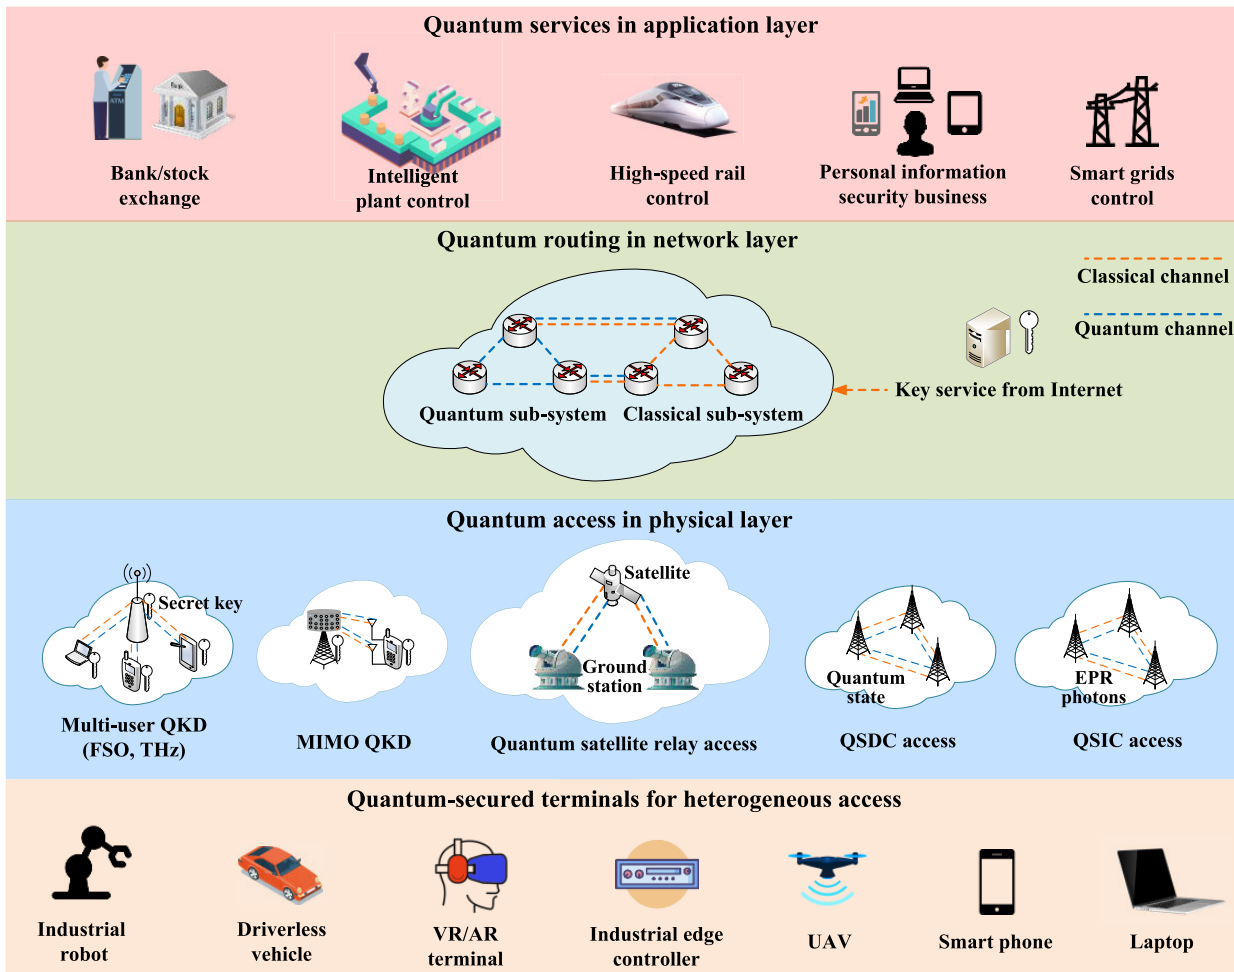 Quantum services in application layer
ATM
Bank
Bank/stock
exchange
Intelligent
plant control
High-speed rail
control
Personal information
security business
Smart grids
control
Quantum routing in network layer
Classical channel
Quantum channel
Quantum sub-system
Classical sub-system
Key service from Internet
Quantum access in physical layer
Secret key
Multi-user QKD
(FSO, THz)
MIMO QKD
Satellite
Ground
station
Quantum satellite relay access
Quantum
state
QSDC access
EPR
photons
QSIC access
Quantum-secured terminals for heterogeneous access
Industrial
robot
Driverless
vehicle
VR/AR
terminal
Industrial edge
controller
UAV
Smart phone
Laptop